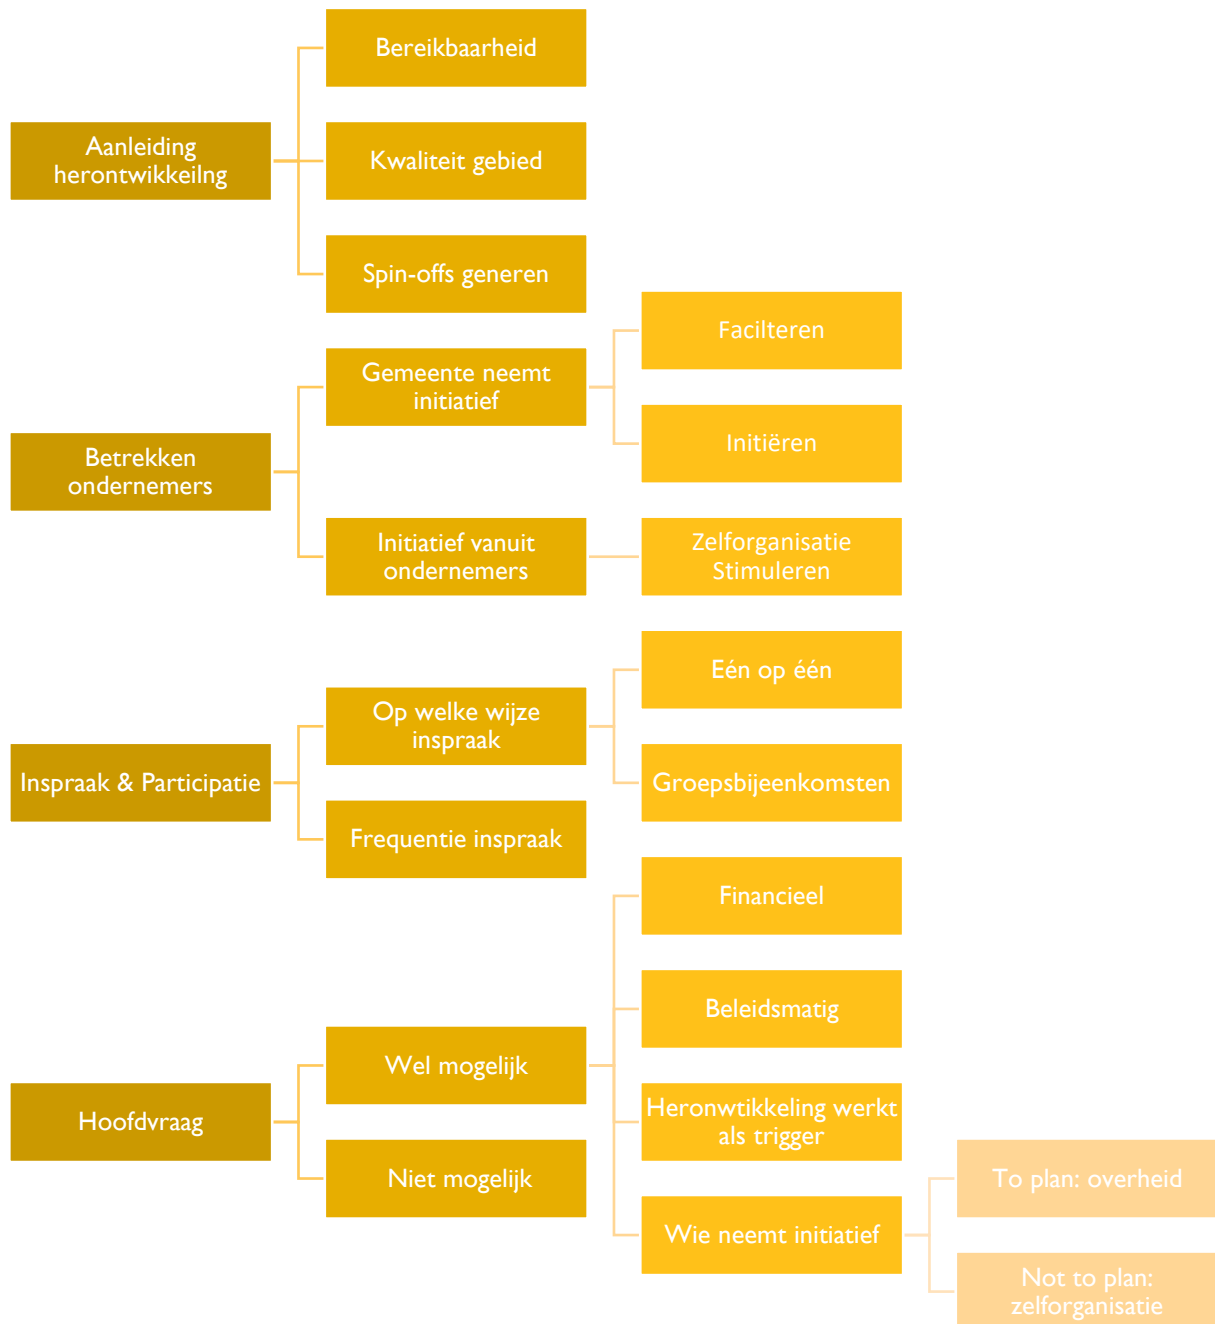 Bereikbaarheid
Aanleiding
herontwikkeilng
Kwaliteit gebied
Spin-offs generen
Gemeente neemt
initiatief
Facilteren
Initiëren
Betrekken
ondernemers
Initiatief vanuit
ondernemers
Zelforganisatie
Stimuleren
Inspraak & Participatie
Op welke wijze
inspraak
Eén op één
Groepsbijeenkomsten
Frequentie inspraak
Hoofdvraag
Wel mogelijk
Financieel
Beleidsmatig
Heronwtikkeling werkt
als trigger
Wie neemt initiatief
To plan: overheid
Not to plan:
zelforganisatie
Niet mogelijk